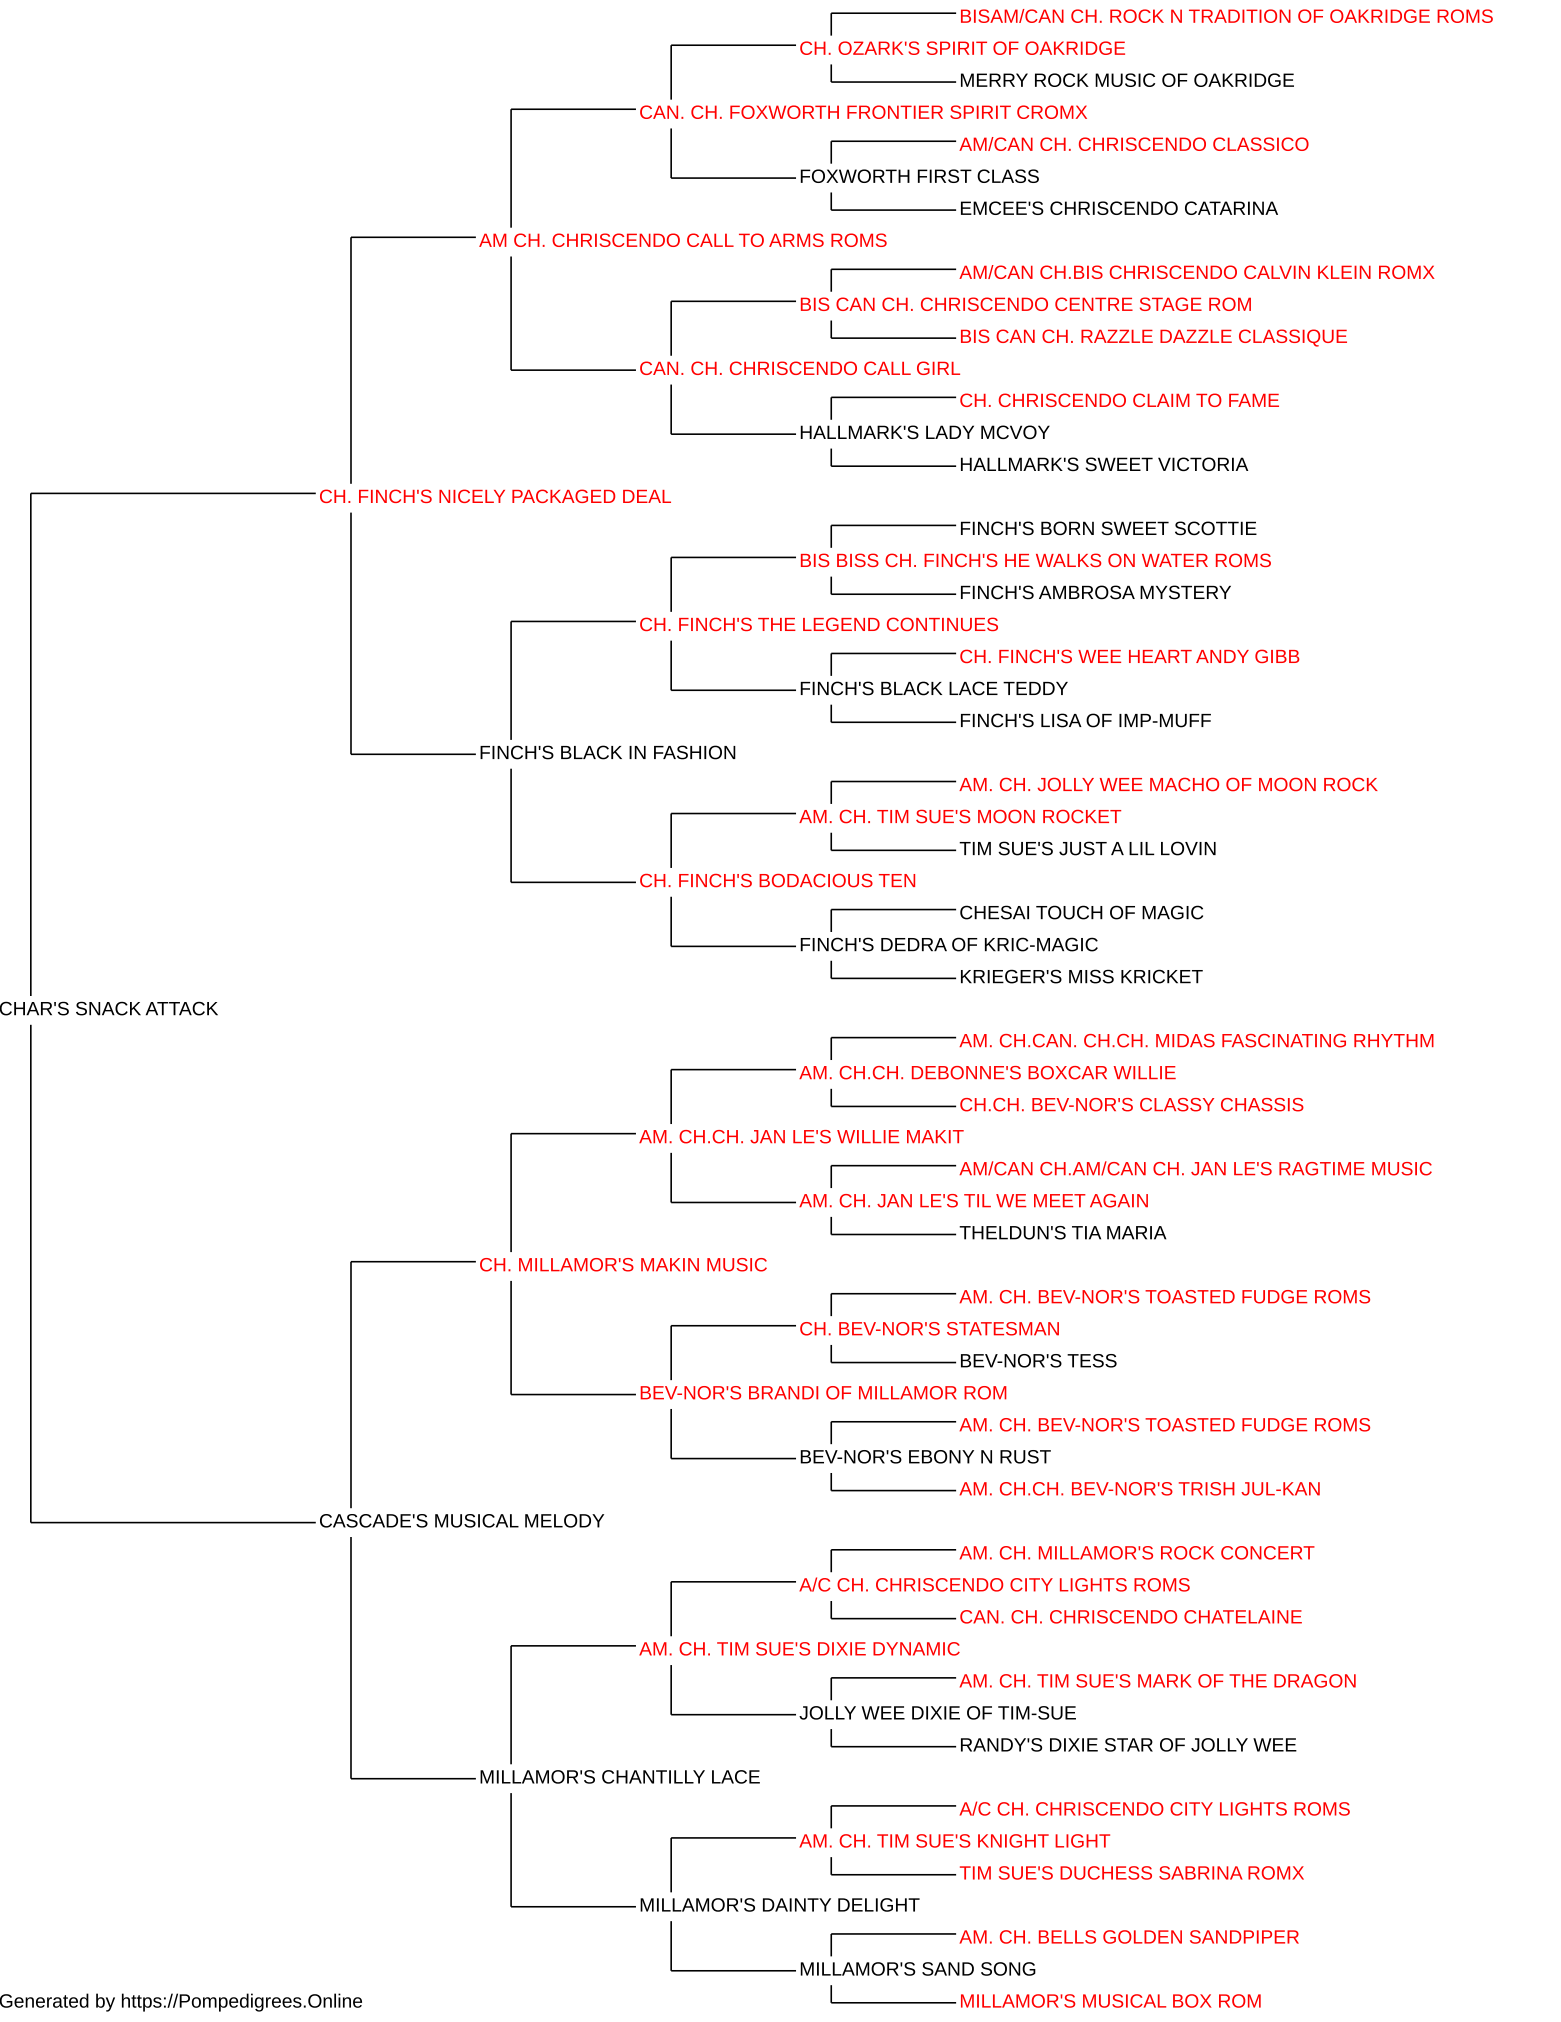 BISAM/CAN CH. ROCK N TRADITION OF OAKRIDGE ROMS
CH. OZARK'S SPIRIT OF OAKRIDGE
MERRY ROCK MUSIC OF OAKRIDGE
CAN. CH. FOXWORTH FRONTIER SPIRIT CROMX
AM/CAN CH. CHRISCENDO CLASSICO
FOXWORTH FIRST CLASS
EMCEE'S CHRISCENDO CATARINA
AM CH. CHRISCENDO CALL TO ARMS ROMS
AM/CAN CH.BIS CHRISCENDO CALVIN KLEIN ROMX
BIS CAN CH. CHRISCENDO CENTRE STAGE ROM
BIS CAN CH. RAZZLE DAZZLE CLASSIQUE
CAN. CH. CHRISCENDO CALL GIRL
CH. CHRISCENDO CLAIM TO FAME
HALLMARK'S LADY MCVOY
HALLMARK'S SWEET VICTORIA
CH. FINCH'S NICELY PACKAGED DEAL
FINCH'S BORN SWEET SCOTTIE
BIS BISS CH. FINCH'S HE WALKS ON WATER ROMS
FINCH'S AMBROSA MYSTERY
CH. FINCH'S THE LEGEND CONTINUES
CH. FINCH'S WEE HEART ANDY GIBB
FINCH'S BLACK LACE TEDDY
FINCH'S LISA OF IMP-MUFF
FINCH'S BLACK IN FASHION
AM. CH. JOLLY WEE MACHO OF MOON ROCK
AM. CH. TIM SUE'S MOON ROCKET
TIM SUE'S JUST A LIL LOVIN
CH. FINCH'S BODACIOUS TEN
CHESAI TOUCH OF MAGIC
FINCH'S DEDRA OF KRIC-MAGIC
KRIEGER'S MISS KRICKET
CHAR'S SNACK ATTACK
AM. CH.CAN. CH.CH. MIDAS FASCINATING RHYTHM
AM. CH.CH. DEBONNE'S BOXCAR WILLIE
CH.CH. BEV-NOR'S CLASSY CHASSIS
AM. CH.CH. JAN LE'S WILLIE MAKIT
AM/CAN CH.AM/CAN CH. JAN LE'S RAGTIME MUSIC
AM. CH. JAN LE'S TIL WE MEET AGAIN
THELDUN'S TIA MARIA
CH. MILLAMOR'S MAKIN MUSIC
AM. CH. BEV-NOR'S TOASTED FUDGE ROMS
CH. BEV-NOR'S STATESMAN
BEV-NOR'S TESS
BEV-NOR'S BRANDI OF MILLAMOR ROM
AM. CH. BEV-NOR'S TOASTED FUDGE ROMS
BEV-NOR'S EBONY N RUST
AM. CH.CH. BEV-NOR'S TRISH JUL-KAN
CASCADE'S MUSICAL MELODY
AM. CH. MILLAMOR'S ROCK CONCERT
A/C CH. CHRISCENDO CITY LIGHTS ROMS
CAN. CH. CHRISCENDO CHATELAINE
AM. CH. TIM SUE'S DIXIE DYNAMIC
AM. CH. TIM SUE'S MARK OF THE DRAGON
JOLLY WEE DIXIE OF TIM-SUE
RANDY'S DIXIE STAR OF JOLLY WEE
MILLAMOR'S CHANTILLY LACE
A/C CH. CHRISCENDO CITY LIGHTS ROMS
AM. CH. TIM SUE'S KNIGHT LIGHT
TIM SUE'S DUCHESS SABRINA ROMX
MILLAMOR'S DAINTY DELIGHT
AM. CH. BELLS GOLDEN SANDPIPER
MILLAMOR'S SAND SONG
MILLAMOR'S MUSICAL BOX ROM
Generated by https://Pompedigrees.Online